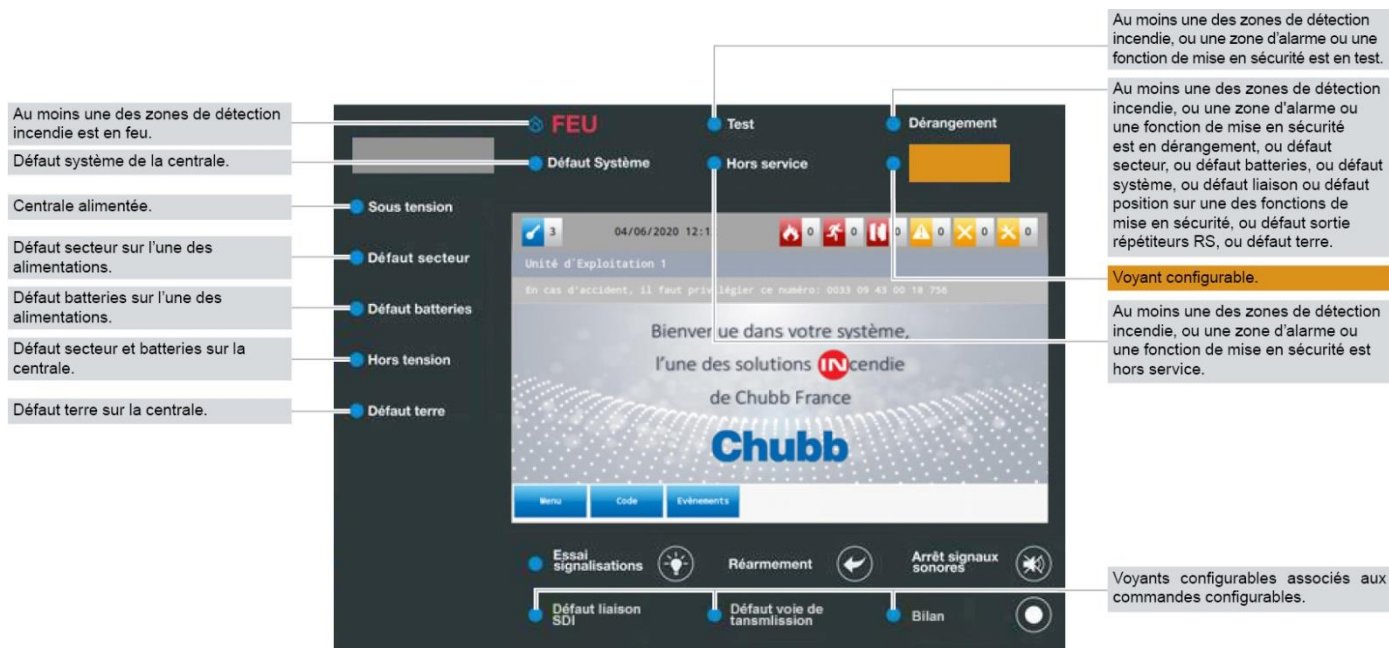 Au moins une des zones de détection
incendie, ou une zone d'alarme ou une
fonction de mise en sécurité est en test.
Au moins une des zones de détection
incendie est en feu.
Défaut système de la centrale.
Centrale alimentée.
Défaut secteur sur l'une des
alimentations.
Défaut batteries sur l'une des
alimentations.
Défaut secteur et batteries sur la
centrale.
Défaut terre sur la centrale.
FEU
Test
Dérangement
Défaut Système
Hors service
Sous tension
Défaut secteur
Défaut batteries
Hors tension
Défaut terre
3 04/06/2020 12:1 0 0 0 0 0 0
Unité d'Exploitation 1
En cas d'accident, il faut privilégier ce numéro: 0033 09 43 00 18 756
Bienvenue dans votre système,
l'une des solutions INcendie
de Chubb France
Chubb
Menu
Code
Evènements
Essai
signalisations
Réarmement
Arrêt signaux
sonores
Défaut liaison
SDI
Défaut voie de
tansmlission
Bilan
Au moins une des zones de détection
incendie, ou une zone d'alarme ou
une fonction de mise en sécurité
est en dérangement, ou défaut
secteur, ou défaut batteries, ou défaut
système, ou défaut liaison ou défaut
position sur une des fonctions de
mise en sécurité, ou défaut sortie
répétiteurs RS, ou défaut terre.
Voyant configurable.
Au moins une des zones de détection
incendie, ou une zone d'alarme ou
une fonction de mise en sécurité est
hors service.
Voyants configurables associés aux
commandes configurables.